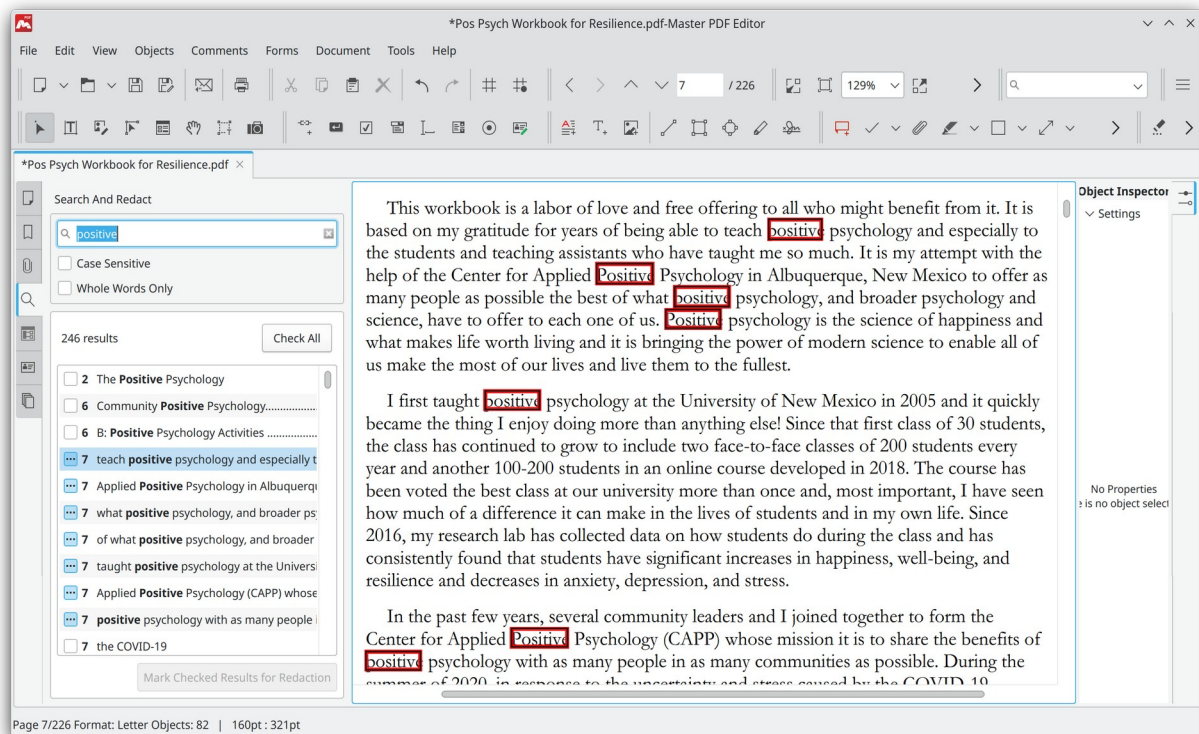 *Pos Psych Workbook for Resilience.pdf-Master PDF Editor
File Edit View Objects Comments Forms Document Tools Help
7 / 226 129%
*Pos Psych Workbook for Resilience.pdf
Search And Redact
positive
Case Sensitive
Whole Words Only
246 results Check All
2 The Positive Psychology
6 Community Positive Psychology................
6 B: Positive Psychology Activities ................
7 teach positive psychology and especially t
7 Applied Positive Psychology in Albuquerqu
7 what positive psychology, and broader psy
7 of what positive psychology, and broader
7 taught positive psychology at the Universi
7 Applied Positive Psychology (CAPP) whose
7 positive psychology with as many people i
7 the COVID-19
Mark Checked Results for Redaction
This workbook is a labor of love and free offering to all who might benefit from it. It is
based on my gratitude for years of being able to teach positive psychology and especially to
the students and teaching assistants who have taught me so much. It is my attempt with the
help of the Center for Applied Positive Psychology in Albuquerque, New Mexico to offer as
many people as possible the best of what positive psychology, and broader psychology and
science, have to offer to each one of us. Positive psychology is the science of happiness and
what makes life worth living and it is bringing the power of modern science to enable all of
us make the most of our lives and live them to the fullest.
I first taught positive psychology at the University of New Mexico in 2005 and it quickly
became the thing I enjoy doing more than anything else! Since that first class of 30 students,
the class has continued to grow to include two face-to-face classes of 200 students every
year and another 100-200 students in an online course developed in 2018. The course has
been voted the best class at our university more than once and, most important, I have seen
how much of a difference it can make in the lives of students and in my own life. Since
2016, my research lab has collected data on how students do during the class and has
consistently found that students have significant increases in happiness, well-being, and
resilience and decreases in anxiety, depression, and stress.
In the past few years, several community leaders and I joined together to form the
Center for Applied Positive Psychology (CAPP) whose mission it is to share the benefits of
positive psychology with as many people in as many communities as possible. During the
summer of 2020, in response to the uncertainty and stress caused by the COVID-19
Object Inspector
Settings
No Properties
e is no object select
Page 7/226 Format: Letter Objects: 82 | 160pt : 321pt